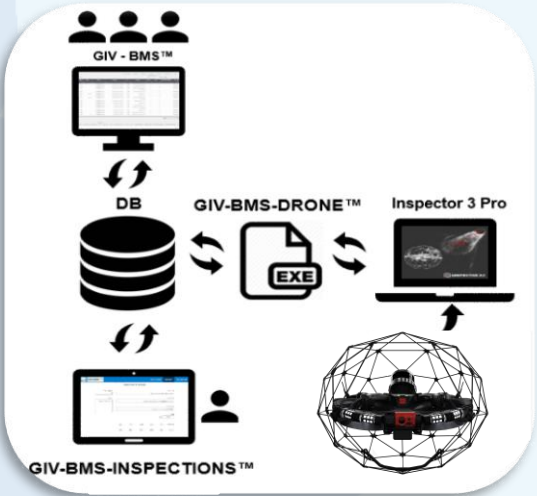 GIV - BMS™
DB
GIV-BMS-DRONE™
Inspector 3 Pro
EXE
GIV-BMS-INSPECTIONS™